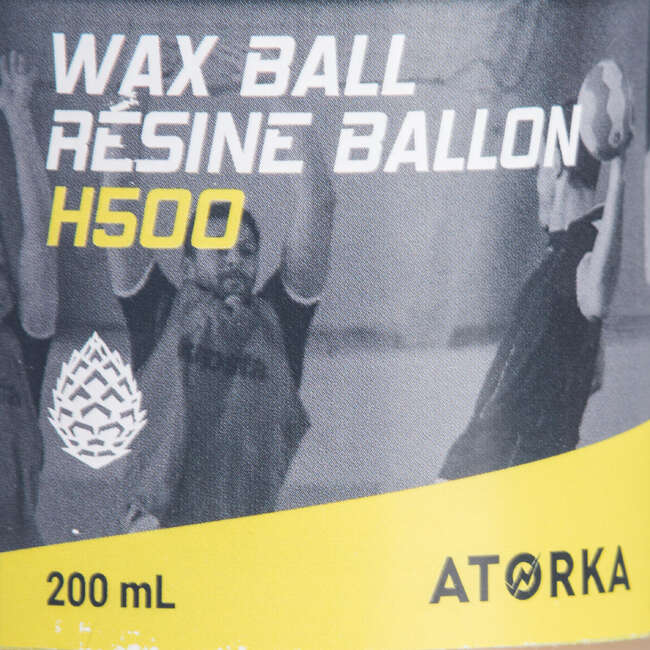 WAX BALL
RÉSINE BALLON
H500
200 mL
ATORKA